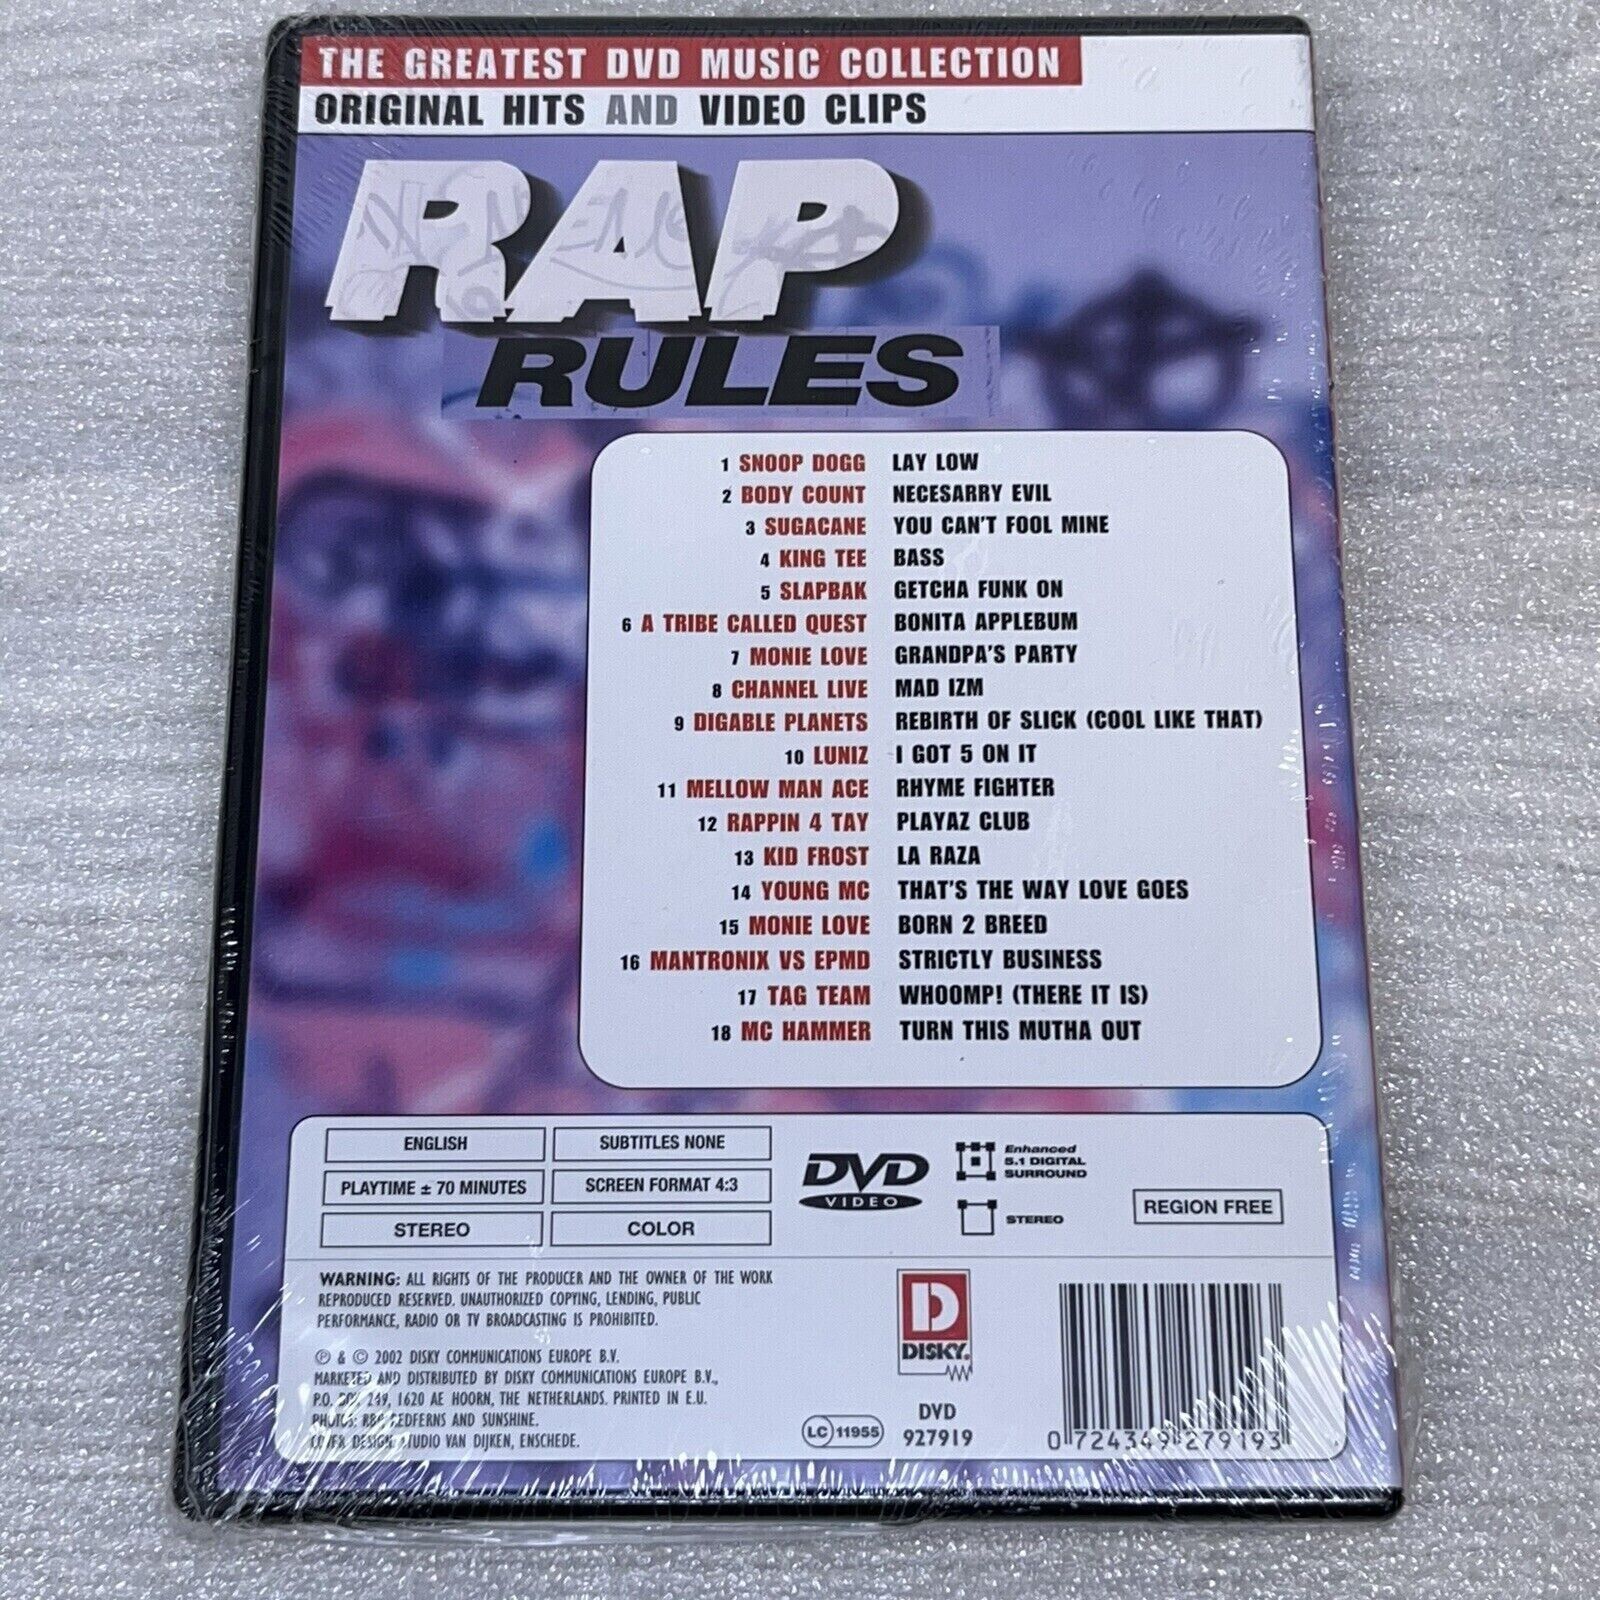 THE GREATEST DVD MUSIC COLLECTION
ORIGINAL HITS AND VIDEO CLIPS
RAP
RULES
1 SNOOP DOGG LAY LOW
2 BODY COUNT NECESARRY EVIL
3 SUGACANE YOU CAN'T FOOL MINE
4 KING TEE BASS
5 SLAPBAK GETCHA FUNK ON
6 A TRIBE CALLED QUEST BONITA APPLEBUM
7 MONIE LOVE GRANDPA'S PARTY
8 CHANNEL LIVE MAD IZM
9 DIGABLE PLANETS REBIRTH OF SLICK (COOL LIKE THAT)
10 LUNIZ I GOT 5 ON IT
11 MELLOW MAN ACE RHYME FIGHTER
12 RAPPIN 4 TAY PLAYAZ CLUB
13 KID FROST LA RAZA
14 YOUNG MC THAT'S THE WAY LOVE GOES
15 MONIE LOVE BORN 2 BREED
16 MANTRONIX VS EPMD STRICTLY BUSINESS
17 TAG TEAM WHOOMP! (THERE IT IS)
18 MC HAMMER TURN THIS MUTHA OUT
ENGLISH
SUBTITLES NONE
PLAYTIME ± 70 MINUTES
SCREEN FORMAT 4:3
STEREO
COLOR
DVD
VIDEO
Enhanced
5.1 DIGITAL
SURROUND
STEREO
REGION FREE
WARNING: ALL RIGHTS OF THE PRODUCER AND THE OWNER OF THE WORK
REPRODUCED RESERVED. UNAUTHORIZED COPYING, LENDING, PUBLIC
PERFORMANCE, RADIO OR TV BROADCASTING IS PROHIBITED.
℗ & © 2002 DISKY COMMUNICATIONS EUROPE B.V.
MARKETED AND DISTRIBUTED BY DISKY COMMUNICATIONS EUROPE B.V.,
P.O. BOX 249, 1620 AE HOORN, THE NETHERLANDS. PRINTED IN E.U.
PHOTOS: REDFERNS AND SUNSHINE.
COVER DESIGN: STUDIO VAN DIJKEN, ENSCHEDE.
D
DISKY.
LC 11955
DVD
927919
0 724349 279193